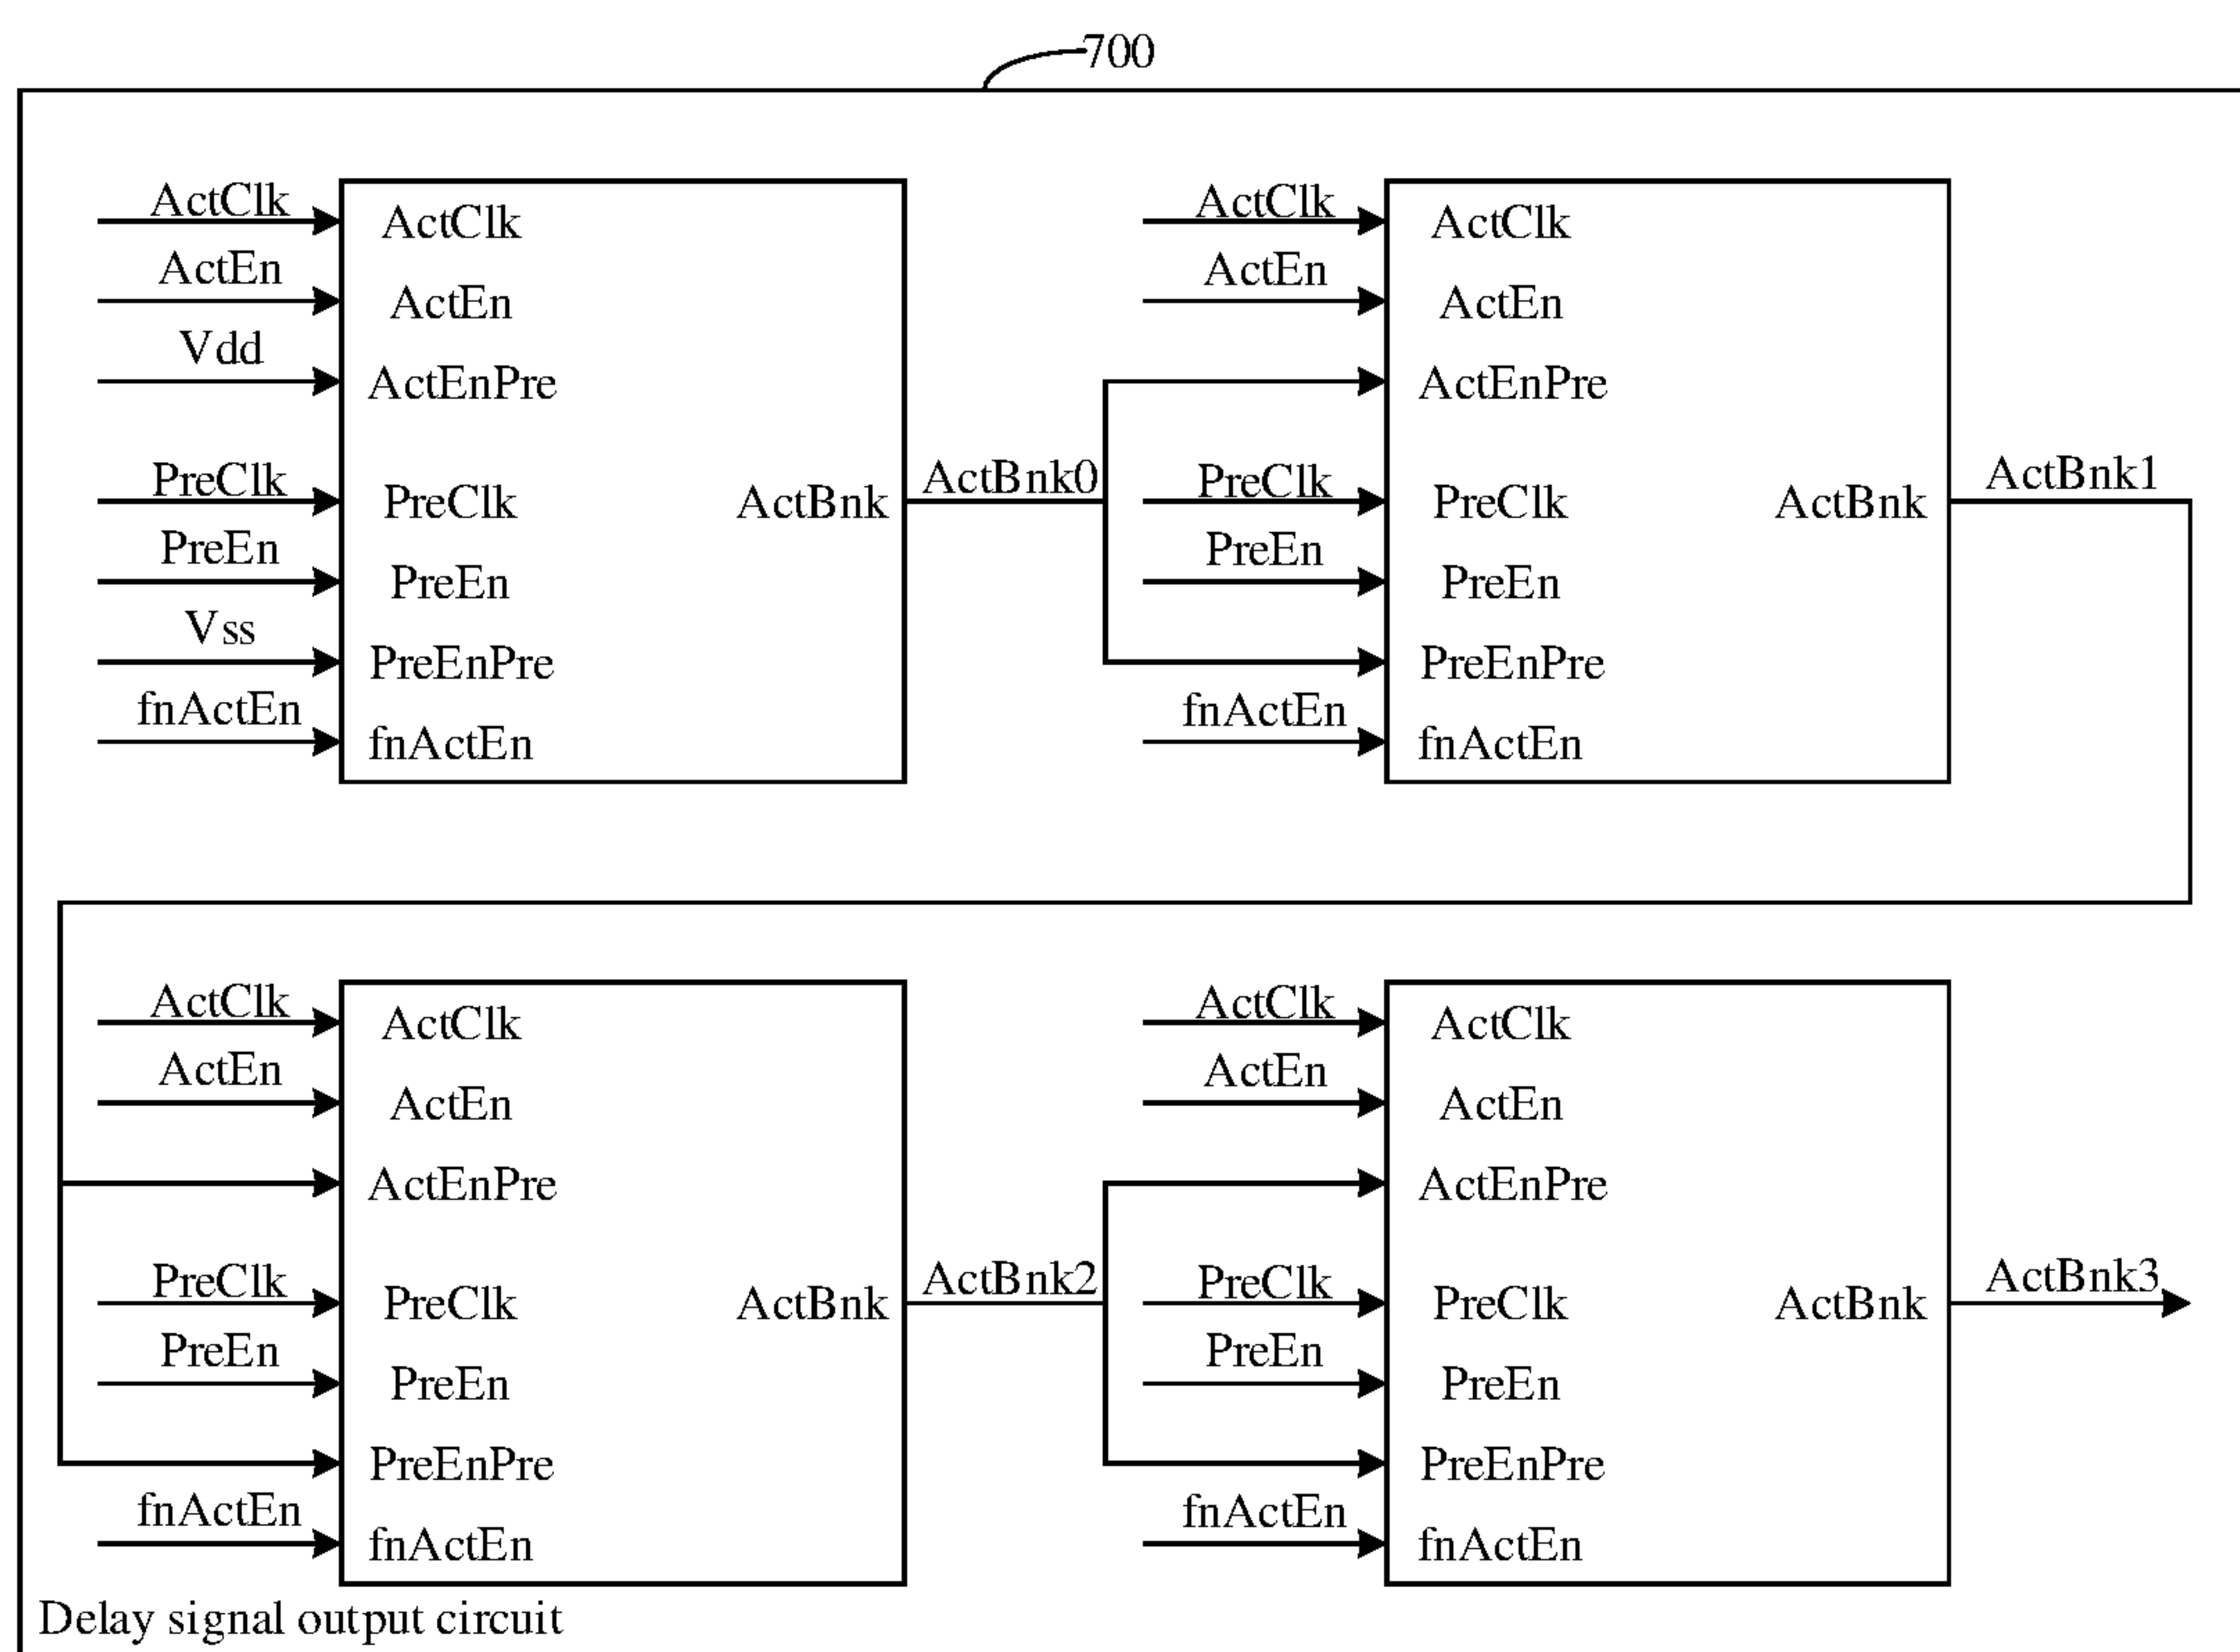 700
ActClk
ActClk
ActEn
ActEn
Vdd
ActEnPre
PreClk
PreClk
PreEn
PreEn
Vss
PreEnPre
fnActEn
fnActEn
ActBnk
ActBnk0
ActClk
ActClk
ActEn
ActEn
ActEnPre
PreClk
PreClk
PreEn
PreEn
PreEnPre
fnActEn
fnActEn
ActBnk
ActBnk1
ActClk
ActClk
ActEn
ActEn
ActEnPre
PreClk
PreClk
PreEn
PreEn
PreEnPre
fnActEn
fnActEn
ActBnk
ActBnk2
ActClk
ActClk
ActEn
ActEn
ActEnPre
PreClk
PreClk
PreEn
PreEn
PreEnPre
fnActEn
fnActEn
ActBnk
ActBnk3
Delay signal output circuit